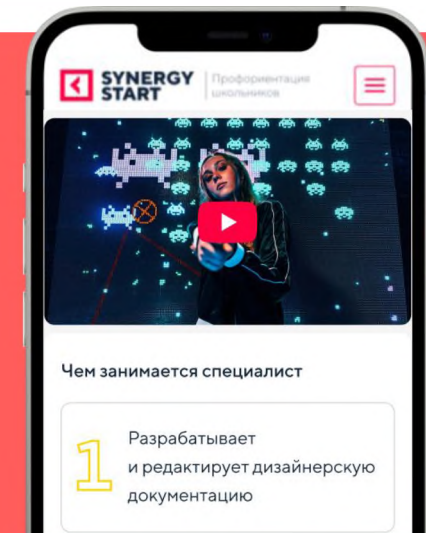 SYNERGY
START
Профориентация
школьников
Чем занимается специалист
1
Разрабатывает
и редактирует дизайнерскую
документацию